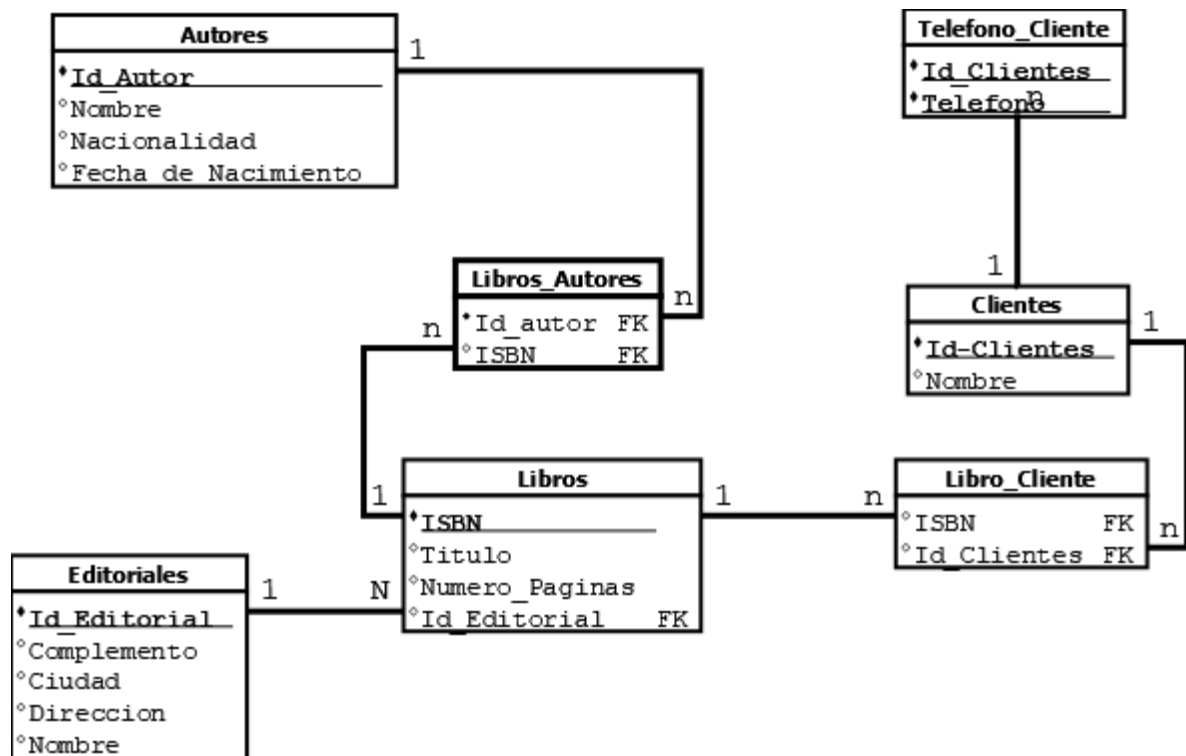 Autores
Id_Autor
Nombre
Nacionalidad
Fecha de Nacimiento
1
Telefono_Cliente
Id_Clientes
Telefono
n
1
Libros_Autores
Id_autor FK
ISBN FK
n
n
Clientes
Id-Clientes
Nombre
1
Libros
ISBN
Titulo
Numero_Paginas
Id_Editorial FK
1
1
n
Libro_Cliente
ISBN FK
Id_Clientes FK
n
Editoriales
Id_Editorial
Complemento
Ciudad
Direccion
Nombre
1
N